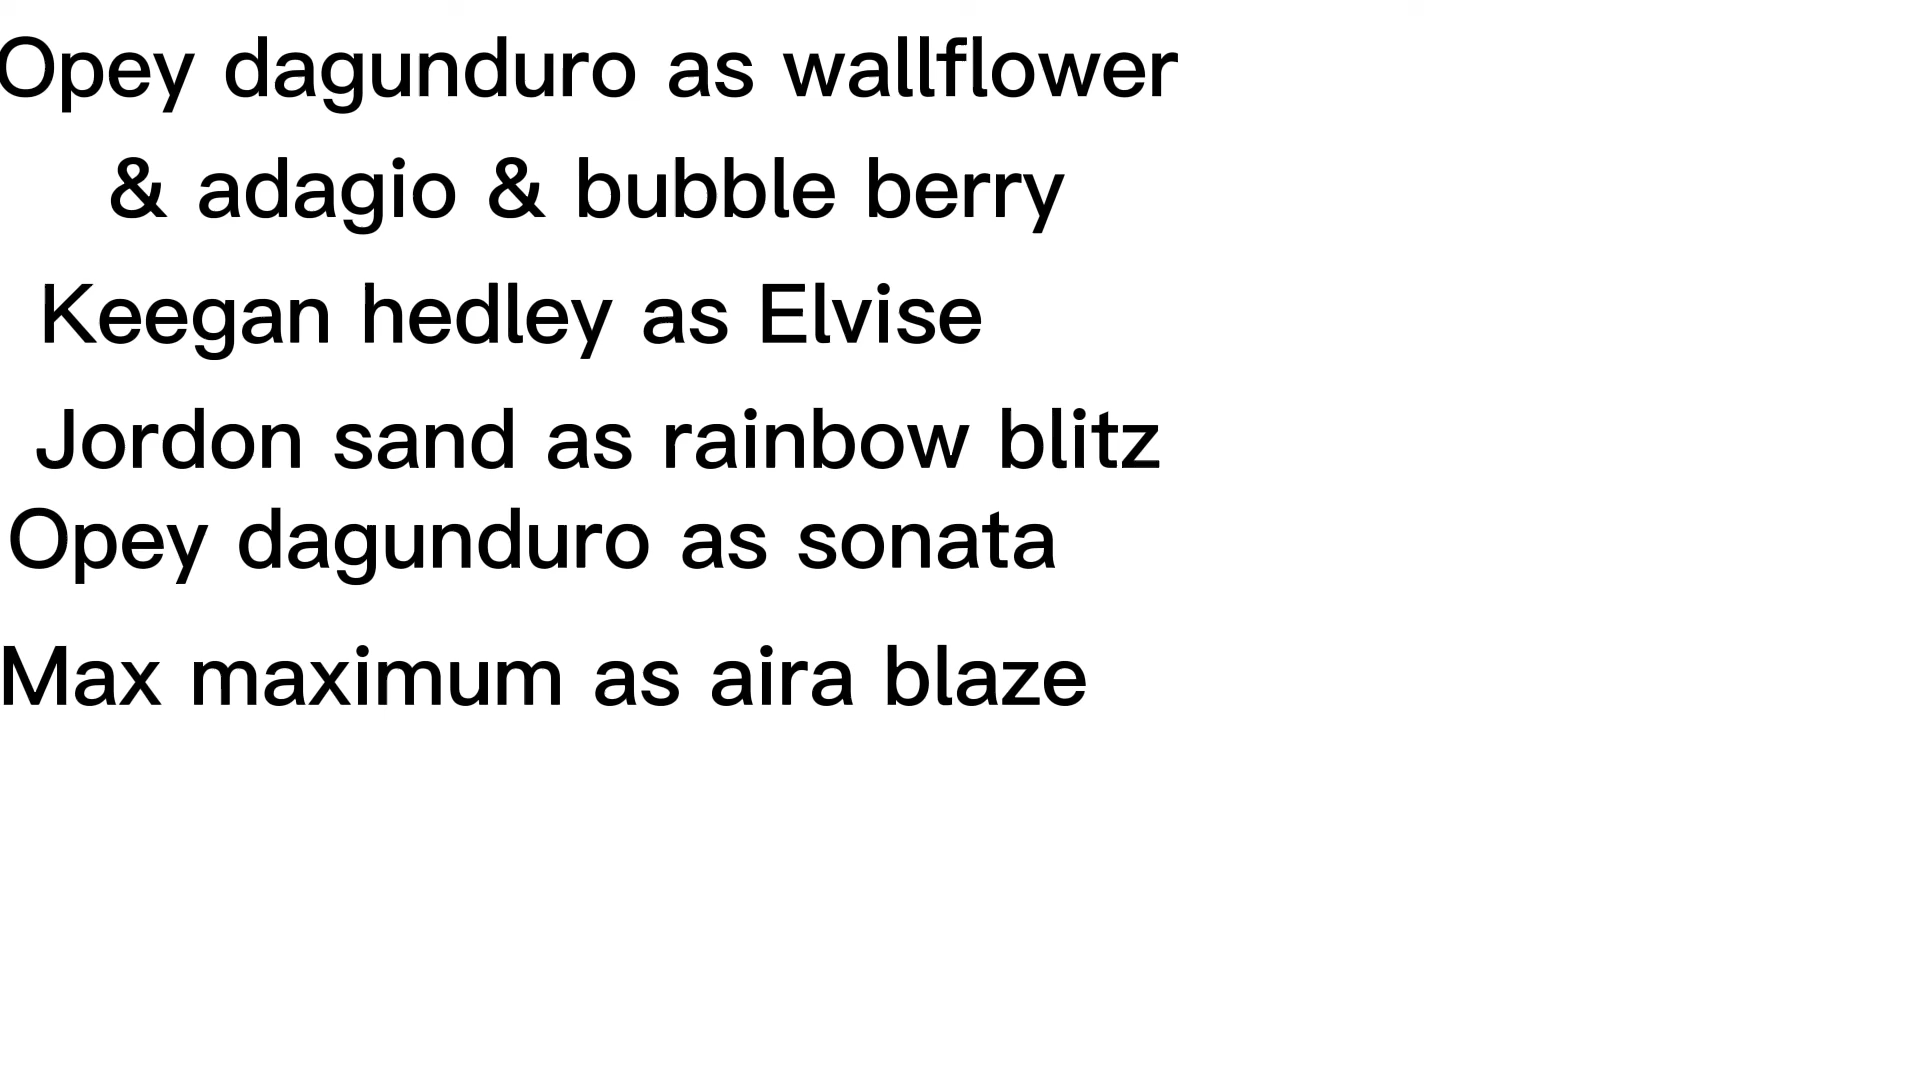 Opey dagunduro as wallflower
& adagio & bubble berry
Keegan hedley as Elvise
Jordon sand as rainbow blitz
Opey dagunduro as sonata
Max maximum as aira blaze